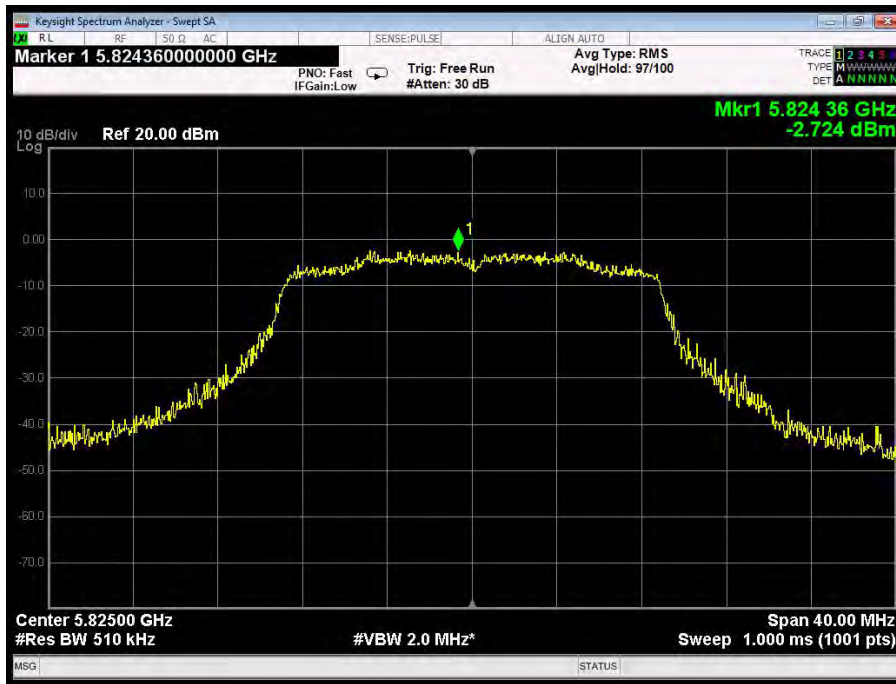 Keysight Spectrum Analyzer - Swept SA
LXI RL RF 50 Ω AC SENSE:PULSE ALIGN AUTO
Marker 1 5.824360000000 GHz
PNO: Fast
IFGain:Low
Trig: Free Run
#Atten: 30 dB
Avg Type: RMS
Avg|Hold: 97/100
TRACE 1 2 3 4 5 6
TYPE M WWWWW
DET A N N N N N
Mkr1 5.824 36 GHz
-2.724 dBm
10 dB/div Ref 20.00 dBm
Log
10.0
0.00
1
-10.0
-20.0
-30.0
-40.0
-50.0
-60.0
-70.0
Center 5.82500 GHz
Span 40.00 MHz
#Res BW 510 kHz
#VBW 2.0 MHz*
Sweep 1.000 ms (1001 pts)
MSG
STATUS